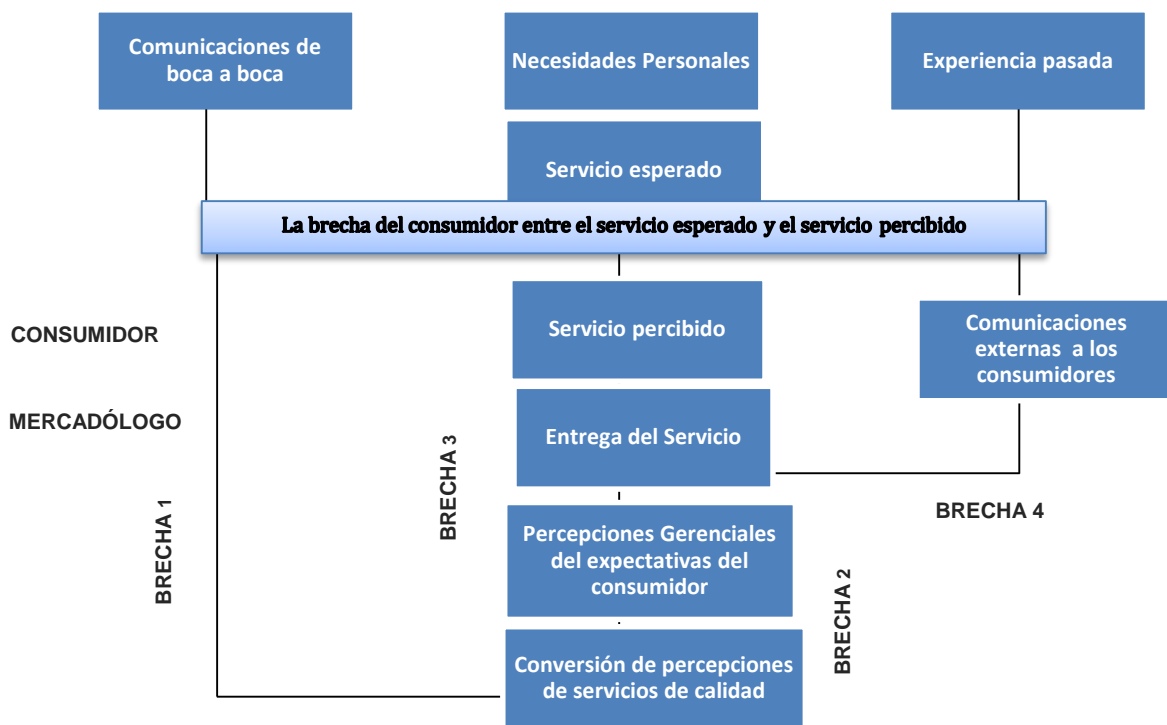 Comunicaciones de
boca a boca
Necesidades Personales
Experiencia pasada
Servicio esperado
La brecha del consumidor entre el servicio esperado y el servicio percibido
CONSUMIDOR
Servicio percibido
Comunicaciones
externas a los
consumidores
MERCADÓLOGO
Entrega del Servicio
BRECHA 1
BRECHA 3
BRECHA 4
Percepciones Gerenciales
del expectativas del
consumidor
BRECHA 2
Conversión de percepciones
de servicios de calidad